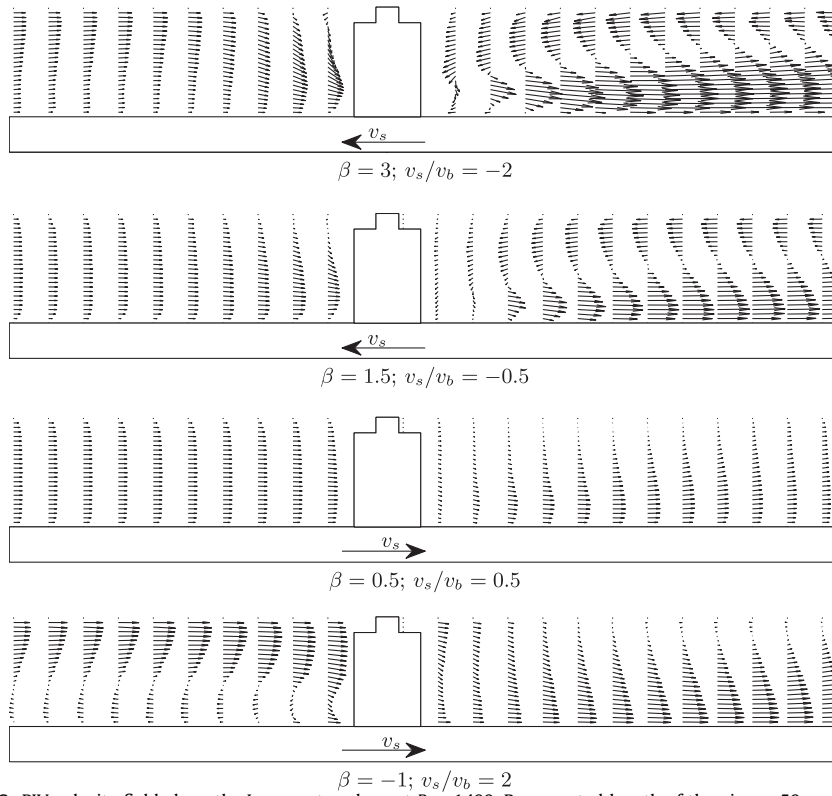 v_s
β = 3; v_s/v_b = −2
v_s
β = 1.5; v_s/v_b = −0.5
v_s
β = 0.5; v_s/v_b = 0.5
v_s
β = −1; v_s/v_b = 2